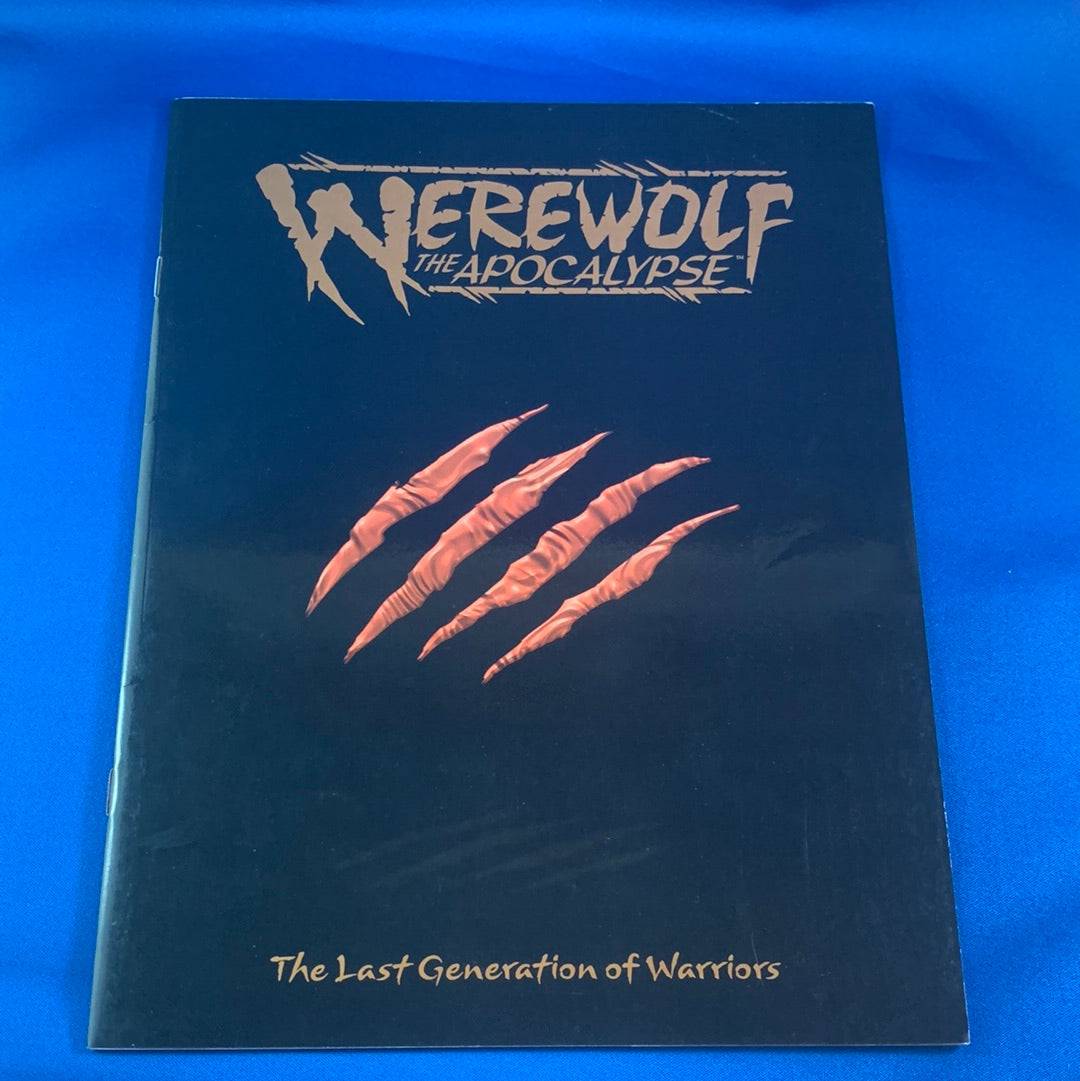 WEREWOLF
THE APOCALYPSE™
The Last Generation of Warriors